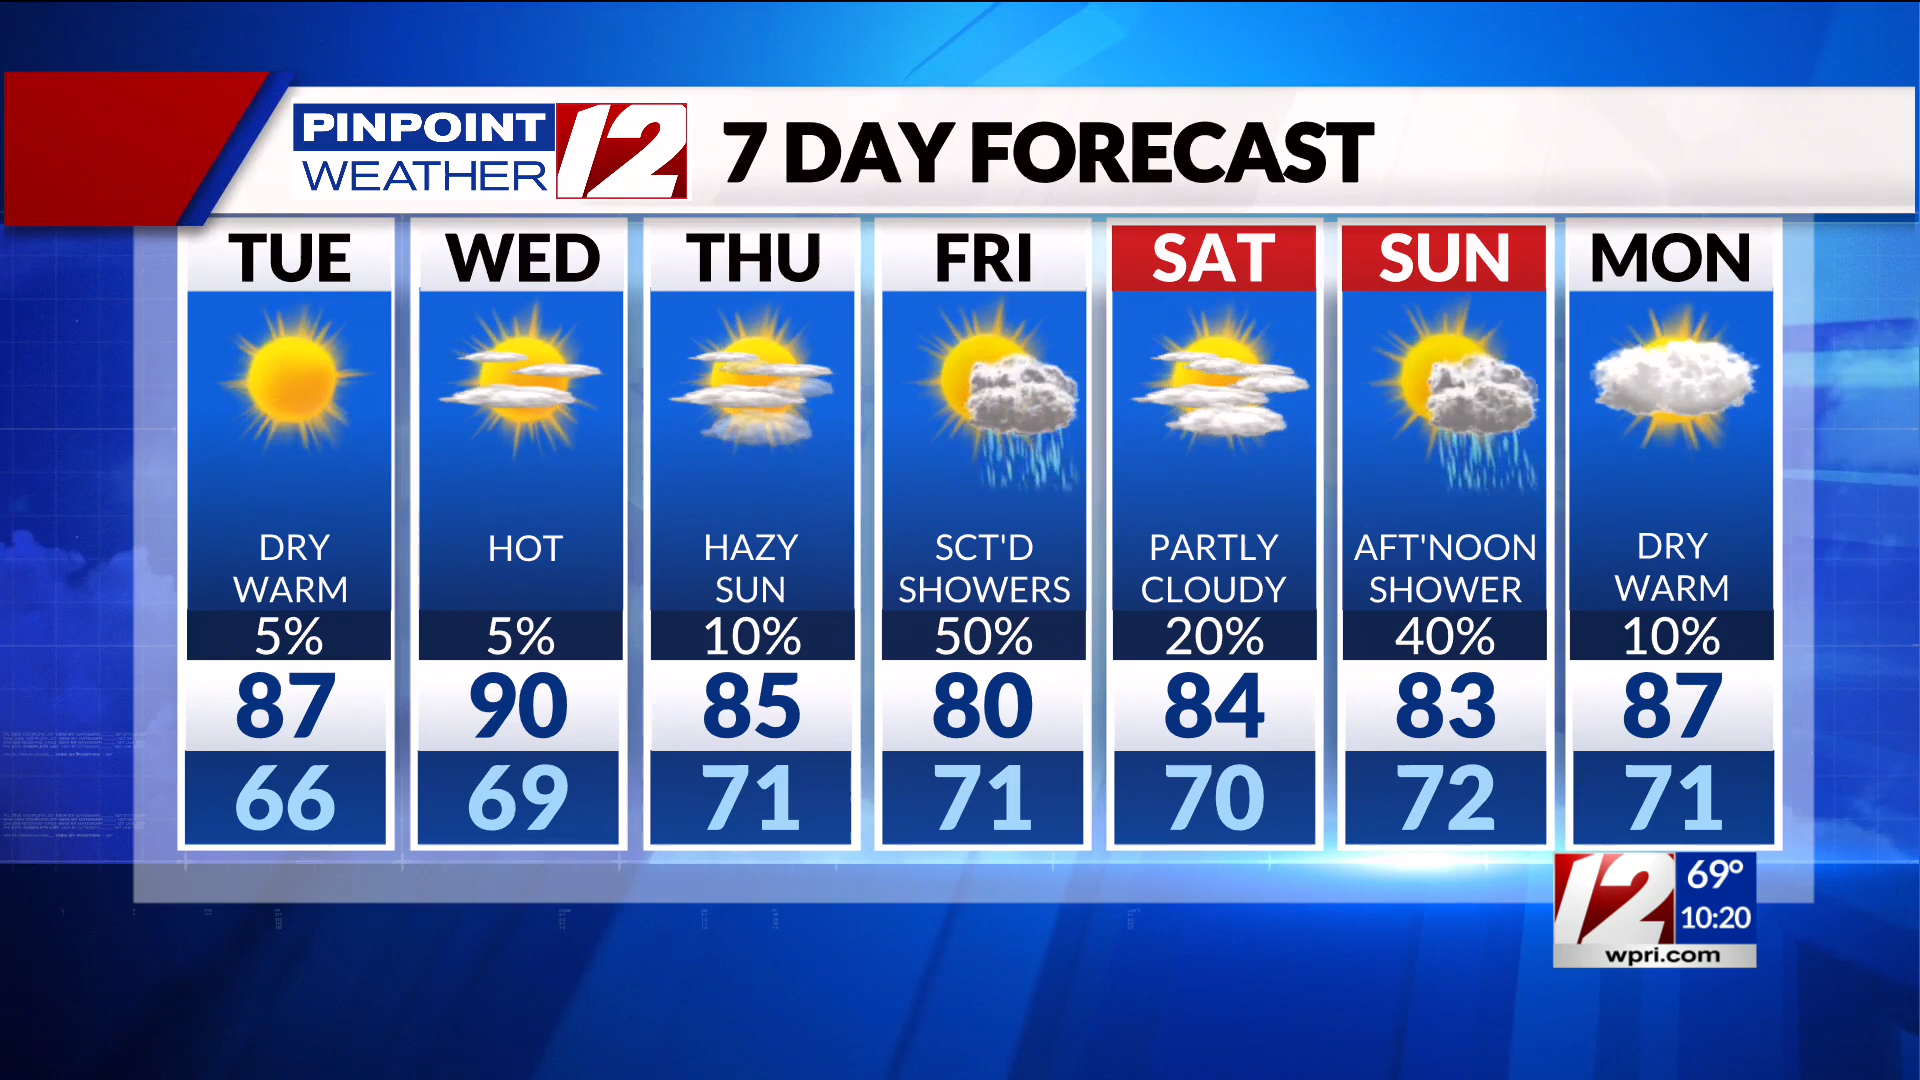 PINPOINT
WEATHER 12
7 DAY FORECAST
TUE WED THU FRI SAT SUN MON
DRY HOT HAZY SCT'D PARTLY AFT'NOON DRY
WARM SUN SHOWERS CLOUDY SHOWER WARM
5% 5% 10% 50% 20% 40% 10%
87 90 85 80 84 83 87
66 69 71 71 70 72 71
12 69°
10:20
wpri.com